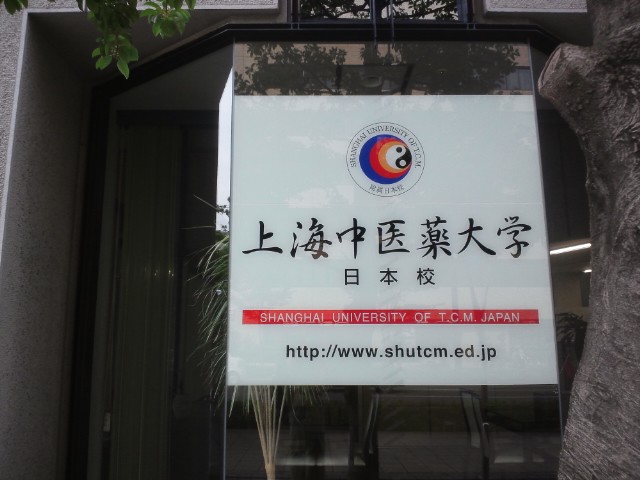 SHANGHAI UNIVERSITY OF T.C.M.
上海中医薬大学
日本校
SHANGHAI UNIVERSITY OF T.C.M. JAPAN
http://www.shutcm.ed.jp